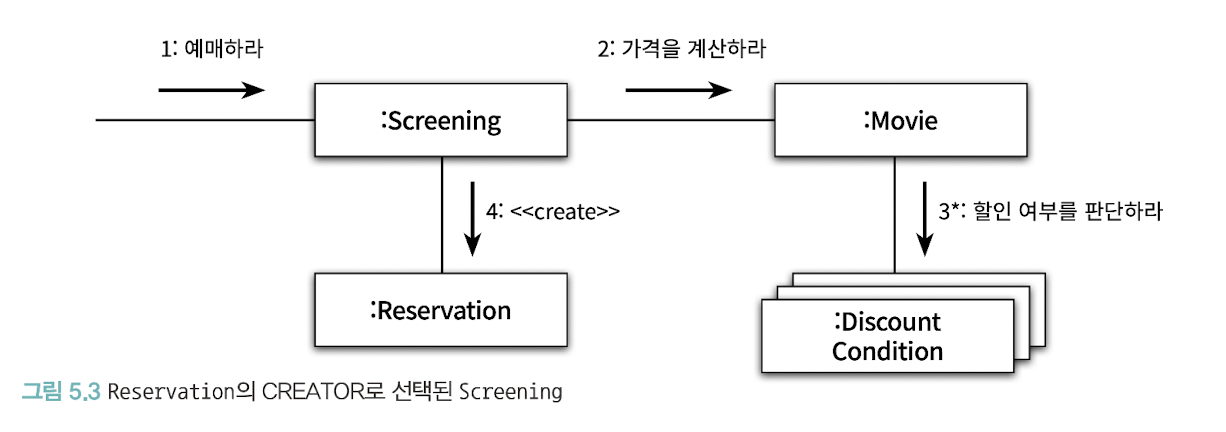 1: 예매하라
2: 가격을 계산하라
:Screening
:Movie
4: <<create>>
3*: 할인 여부를 판단하라
:Reservation
:Discount
Condition
그림 5.3 Reservation의 CREATOR로 선택된 Screening